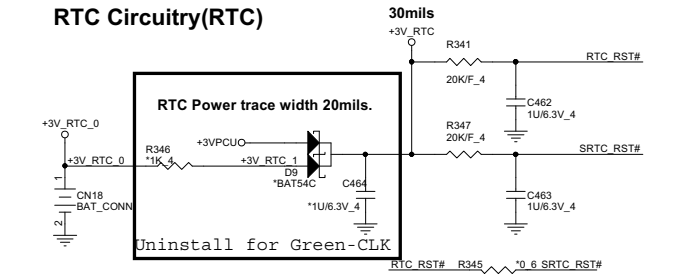 RTC Circuitry(RTC)
30mils
+3V_RTC
R341
RTC_RST#
20K/F_4
RTC Power trace width 20mils.
C462
1U/6.3V_4
+3V_RTC_0
R347
20K/F_4
SRTC_RST#
R346
*1K_4
+3VPCU
+3V_RTC_0
+3V_RTC_1
D9
*BAT54C
C464
*1U/6.3V_4
1
CN18
BAT_CONN
2
C463
1U/6.3V_4
Uninstall for Green-CLK
RTC_RST# R345 *0_6 SRTC_RST#